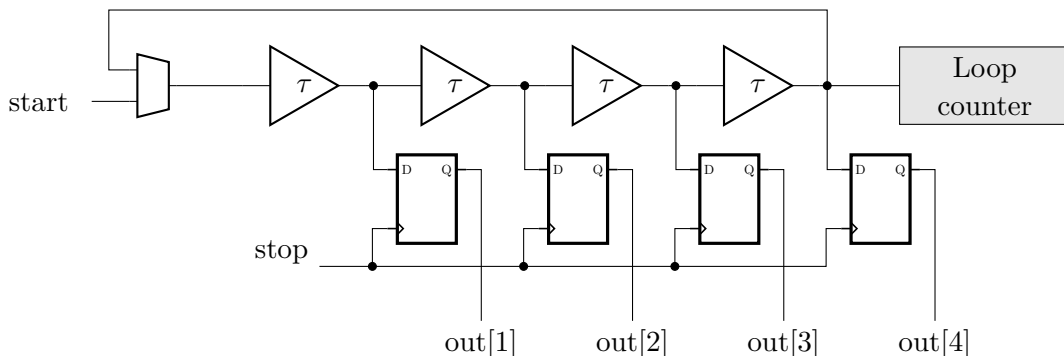 τ
τ
τ
τ
Loop
counter
start
D
Q
D
Q
D
Q
D
Q
stop
out[1]
out[2]
out[3]
out[4]